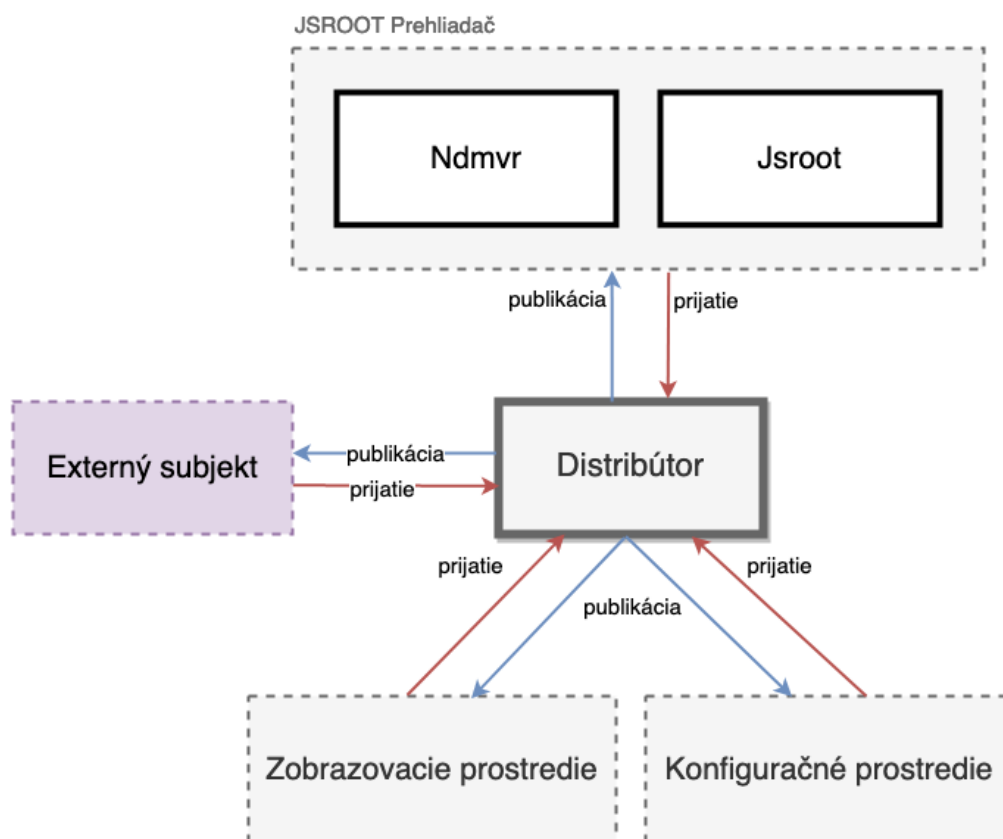 JSROOT Prehliadač
Ndmvr
Jsroot
publikácia
prijatie
Externý subjekt
publikácia
prijatie
Distribútor
prijatie
publikácia
prijatie
Zobrazovacie prostredie
Konfiguračné prostredie